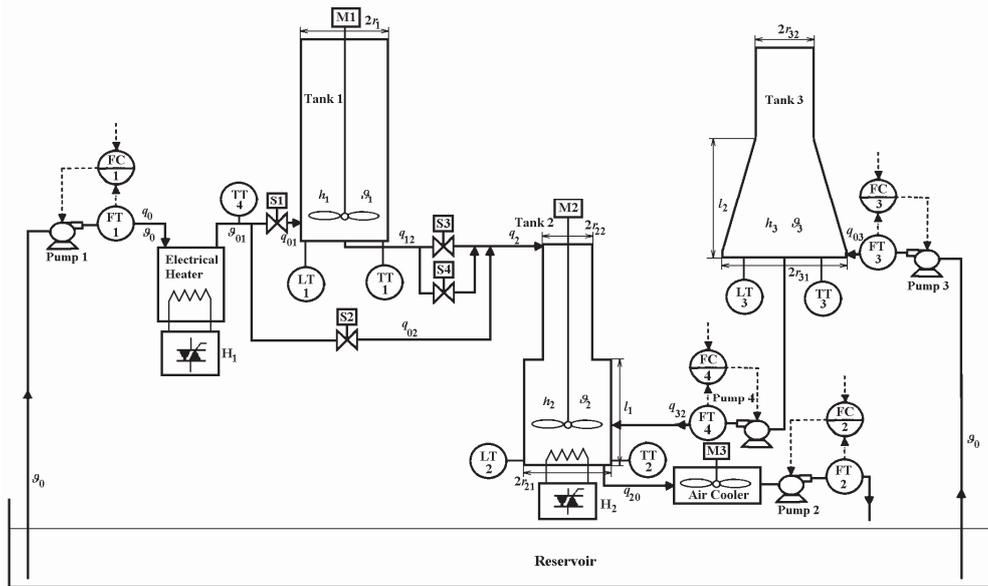 M1
2r1
2r32
Tank 1
Tank 3
FC
1
TT
4
S1
FC
3
l2
h1 ϑ1
M2
FT
1
q0
ϑ0
ϑ01
q01
S3
Tank 2
2r22
h3 ϑ3
q03
FT
3
Pump 1
Electrical
Heater
q12
q2
Pump 3
S4
LT
1
TT
1
2r31
LT
3
TT
3
S2
q02
H1
FC
4
h2 ϑ2
l1
Pump 4
q32
FT
4
FC
2
M3
LT
2
TT
2
FT
2
ϑ0
ϑ0
2r21
q20
Air Cooler
H2
Pump 2
Reservoir